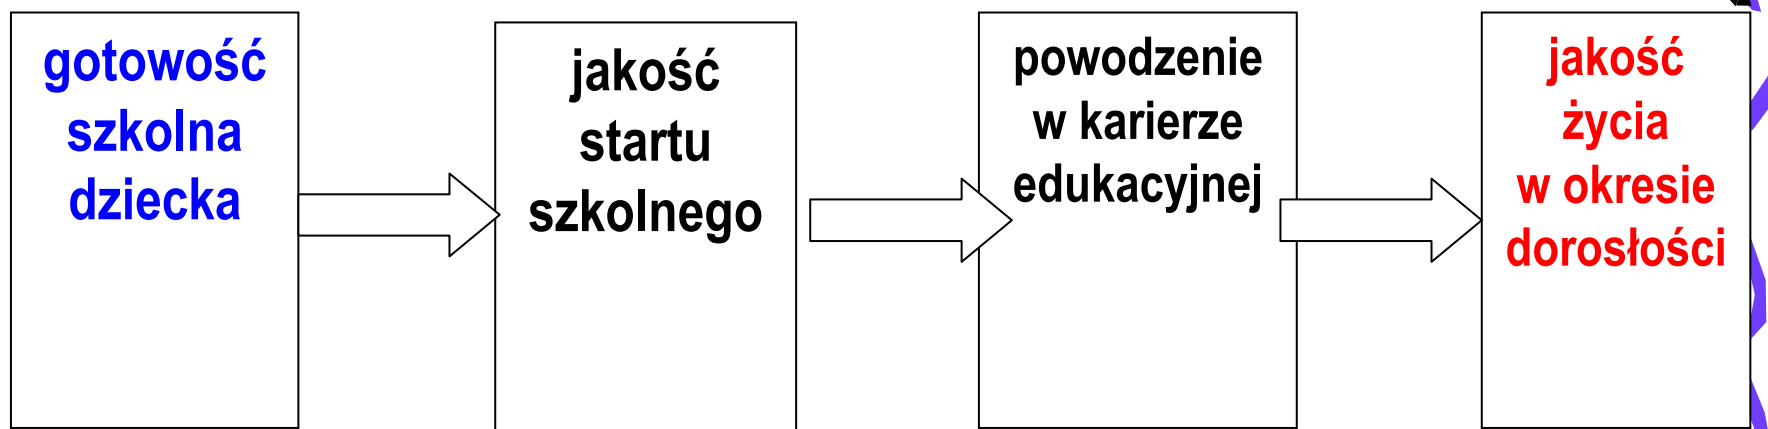 gotowość
szkolna
dziecka
jakość
startu
szkolnego
powodzenie
w karierze
edukacyjnej
jakość
życia
w okresie
dorosłości